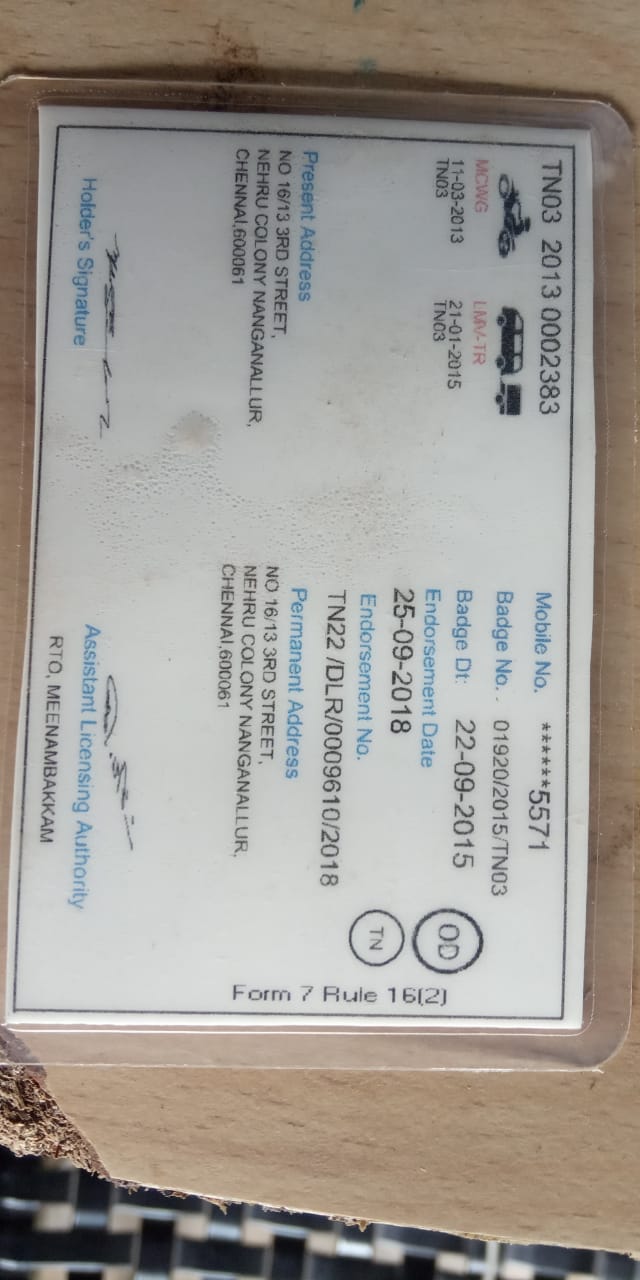 TN03 2013 0002383
MCWG
11-03-2013
TN03
LMV-TR
21-01-2015
TN03
Present Address
NO 16/13 3RD STREET,
NEHRU COLONY NANGANALLUR,
CHENNAI,600061
Holder's Signature
Mobile No. ******5571
Badge No. . 01920/2015/TN03
Badge Dt: 22-09-2015
Endorsement Date
25-09-2018
Endorsement No.
TN22 /DLR/0009610/2018
Permanent Address
NO 16/13 3RD STREET,
NEHRU COLONY NANGANALLUR,
CHENNAI,600061
Assistant Licensing Authority
RTO, MEENAMBAKKAM
OD
TN
Form 7 Rule 16(2)